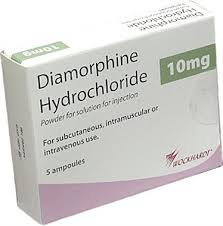 Diamorphine
Hydrochloride
10mg
Powder for solution for injection
For subcutaneous, intramuscular or
intravenous use.
5 ampoules
WOCKHARDT